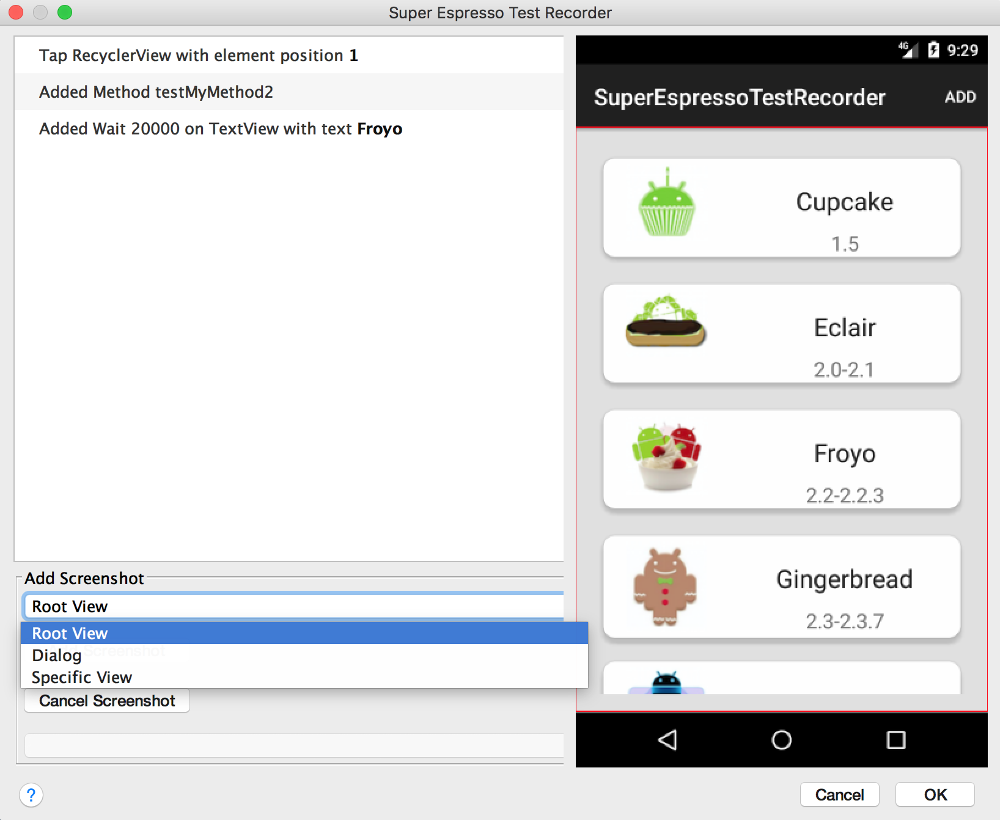 Super Espresso Test Recorder
Tap RecyclerView with element position 1
Added Method testMyMethod2
Added Wait 20000 on TextView with text Froyo
Add Screenshot
Root View
Root View
Screenshot
Dialog
Specific View
Cancel Screenshot
?
4G 9:29
SuperEspressoTestRecorder ADD
Cupcake
1.5
Eclair
2.0-2.1
Froyo
2.2-2.2.3
Gingerbread
2.3-2.3.7
Cancel OK